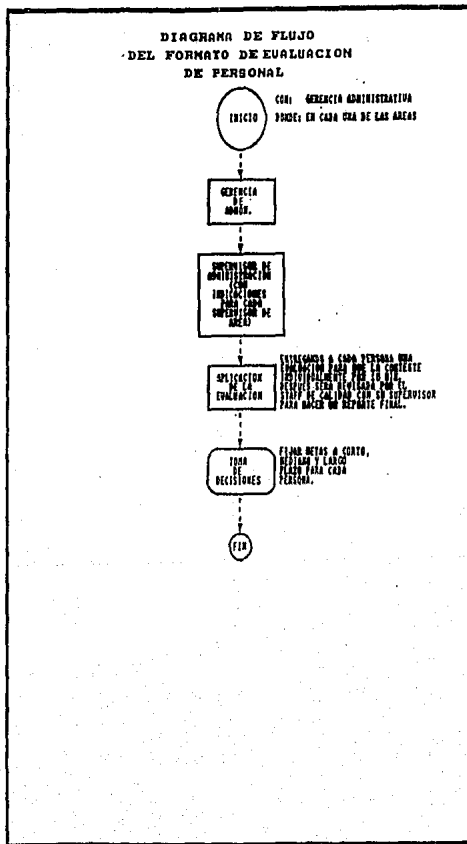 DIAGRAMA DE FLUJO
DEL FORMATO DE EVALUACION
DE PERSONAL
CON: GERENCIA ADMINISTRATIVA
INICIO
DONDE: EN CADA UNA DE LAS AREAS
GERENCIA
DE
ADMON.
SUPERVISOR DE
ADMINISTRACION
(CON
INDICACIONES
PARA CADA
SUPERVISOR DE
AREA)
APLICACION
DE LA
EVALUACION
ENTREGANDO A CADA PERSONA UNA
EVALUACION PARA QUE LA CONTESTE
INDIVIDUALMENTE POR SU
DESPUES SERA REVISADA POR EL
STAFF DE CALIDAD CON SU SUPERVISOR
PARA HACER UN REPORTE FINAL.
TOMA
DE
DECISIONES
FIJAR METAS A CORTO,
MEDIANO Y LARGO
PLAZO PARA CADA
PERSONA.
FIN